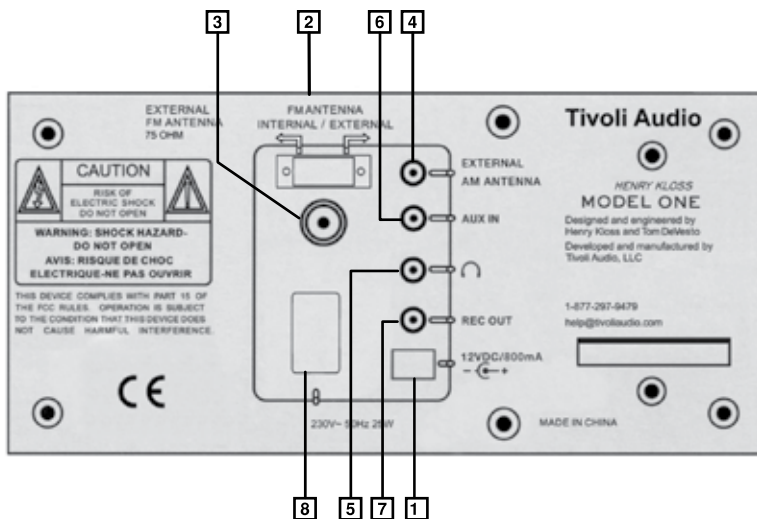 3
2
6
4
EXTERNAL
FM ANTENNA
75 OHM
FM ANTENNA
INTERNAL / EXTERNAL
CAUTION
RISK OF
ELECTRIC SHOCK
DO NOT OPEN
WARNING: SHOCK HAZARD-
DO NOT OPEN
AVIS: RISQUE DE CHOC
ELECTRIQUE-NE PAS OUVRIR
THIS DEVICE COMPLIES WITH PART 15 OF
THE FCC RULES. OPERATION IS SUBJECT
TO THE CONDITION THAT THIS DEVICE DOES
NOT CAUSE HARMFUL INTERFERENCE.
CE
EXTERNAL
AM ANTENNA
AUX IN
REC OUT
12VDC/800mA
- +
230V~ 50Hz 25W
Tivoli Audio
HENRY KLOSS
MODEL ONE
Designed and engineered by
Henry Kloss and Tom DeVesto
Developed and manufactured by
Tivoli Audio, LLC
1-877-297-9479
help@tivoliaudio.com
MADE IN CHINA
8
5
7
1